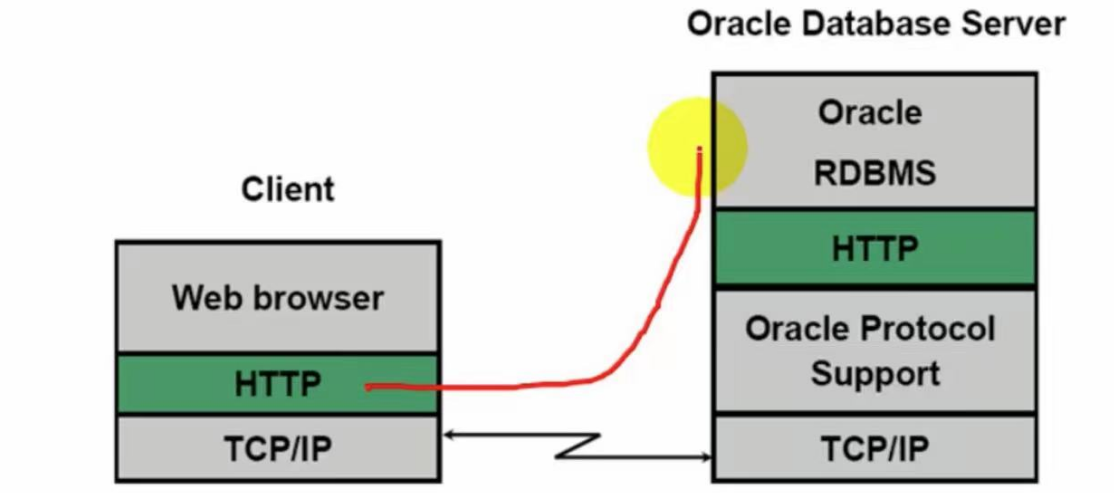 Oracle Database Server
Oracle
RDBMS
HTTP
Oracle Protocol
Support
TCP/IP
Client
Web browser
HTTP
TCP/IP